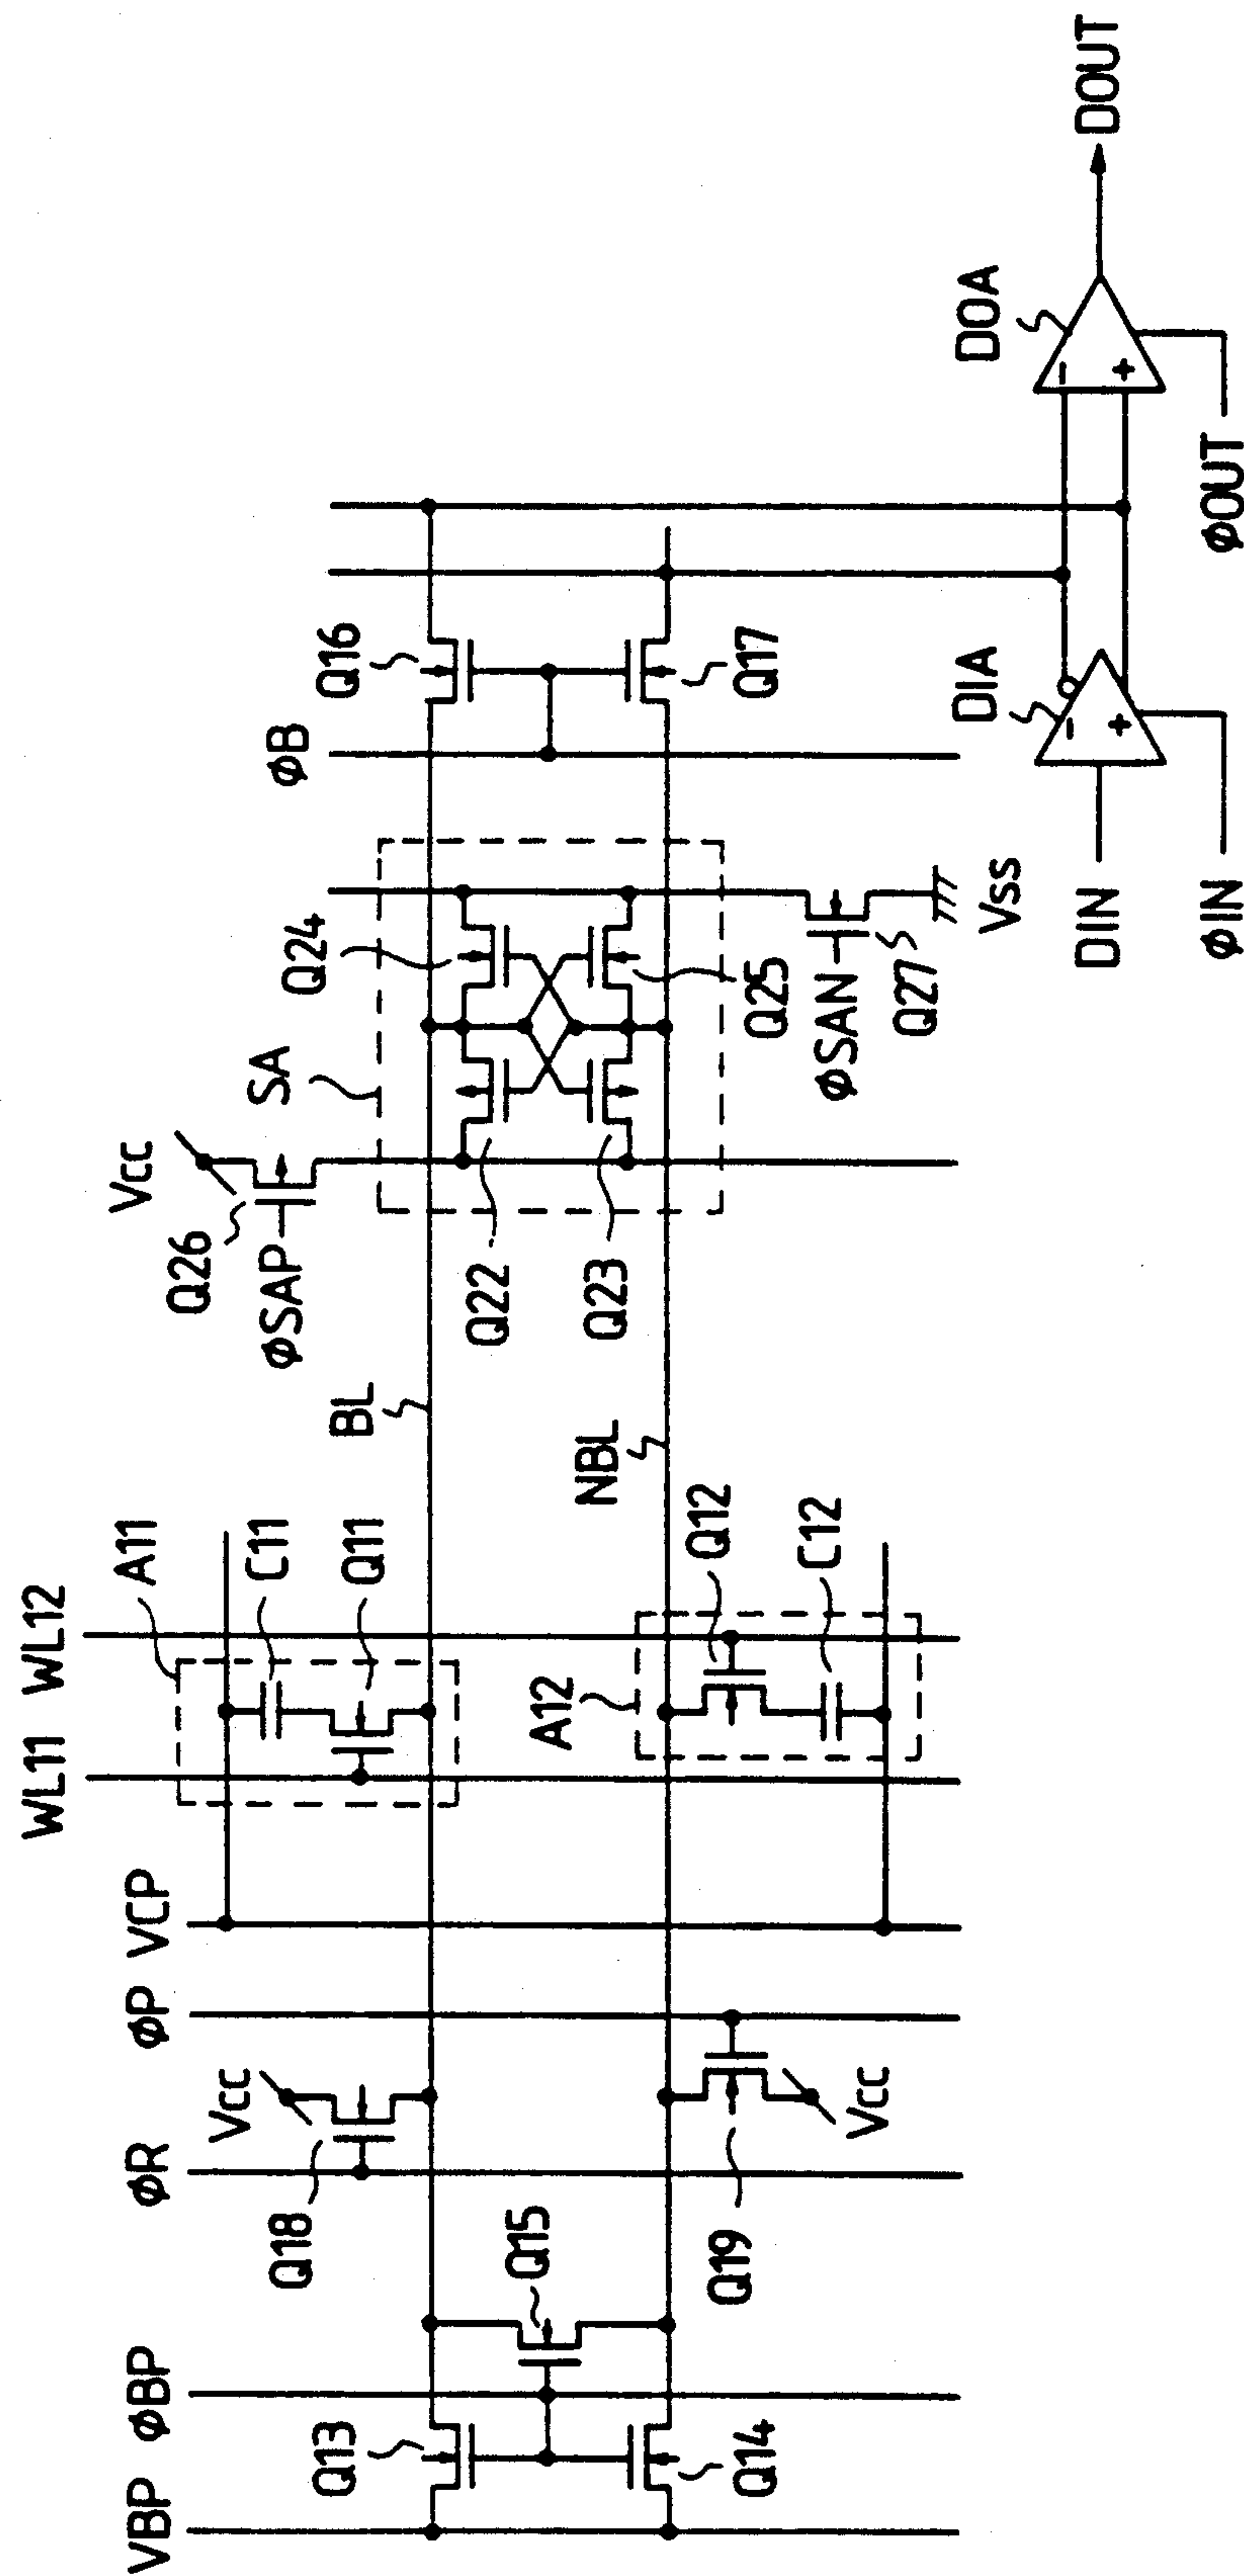 VBP
φBP
φR
φP
VCP
WL11
WL12
Q13
Q14
Q15
Q18
Vcc
Q19
Vcc
A11
C11
Q11
A12
Q12
C12
BL
NBL
Vcc
Q26
φSAP
SA
Q22
Q23
Q24
Q25
φSAN
Q27
Vss
φB
Q16
Q17
DIN
φIN
DIA
-
+
DOA
-
+
φOUT
DOUT